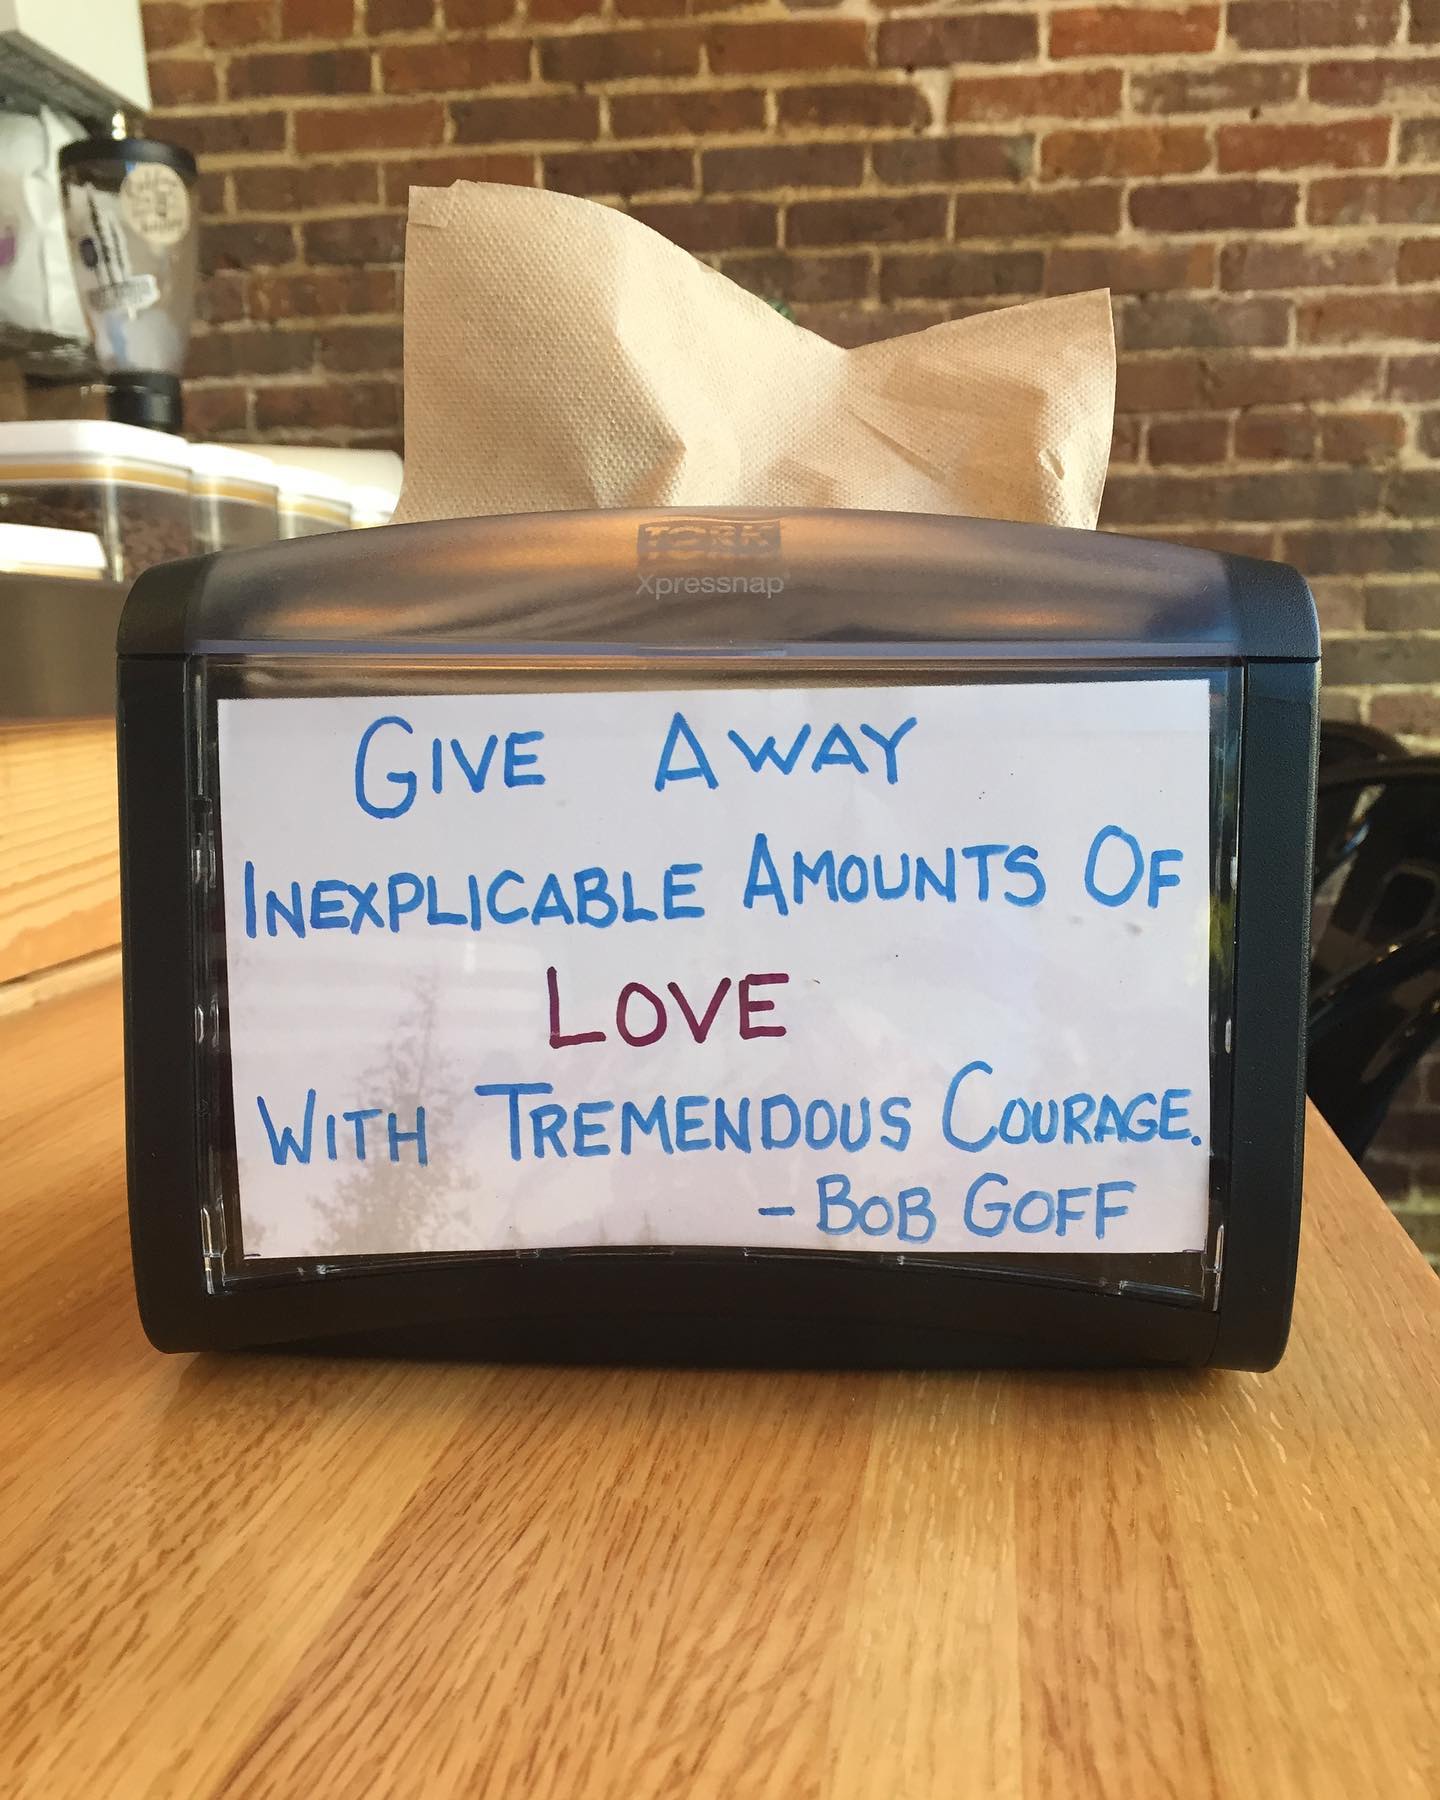 TORK
Xpressnap
GIVE AWAY
INEXPLICABLE AMOUNTS OF
LOVE
WITH TREMENDOUS COURAGE.
- BOB GOFF